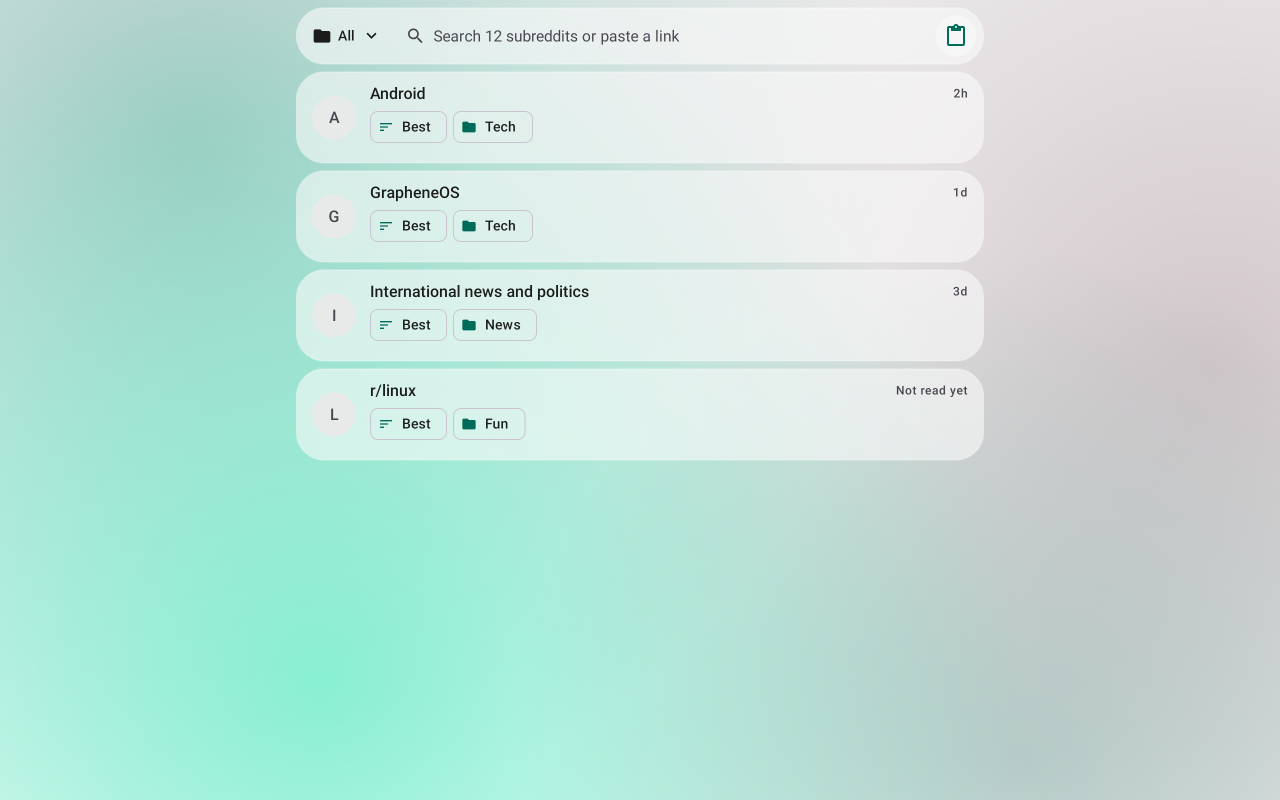 All
Search 12 subreddits or paste a link
A
Android
2h
Best
Tech
G
GrapheneOS
1d
Best
Tech
I
International news and politics
3d
Best
News
L
r/linux
Not read yet
Best
Fun